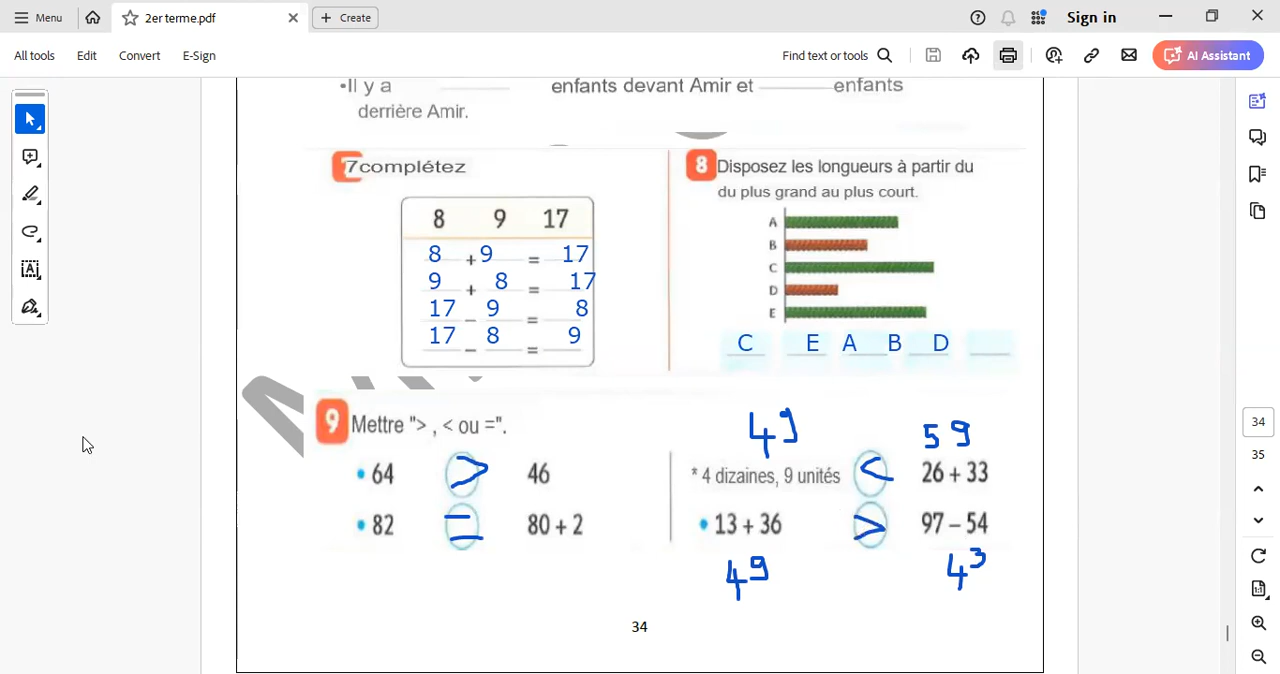 Menu 2er terme.pdf Create Sign in
All tools Edit Convert E-Sign Find text or tools AI Assistant
•Il y a ______ enfants devant Amir et ______enfants
derrière Amir.
7complétez
8 9 17
8 + 9 = 17
9 + 8 = 17
17 - 9 = 8
17 - 8 = 9
8 Disposez les longueurs à partir du
du plus grand au plus court.
A
B
C
D
E
C E A B D
9 Mettre ">, < ou =".
• 64 > 46
• 82 = 80 + 2
49 59
* 4 dizaines, 9 unités < 26 + 33
• 13 + 36 > 97 – 54
49 43
34
34
35